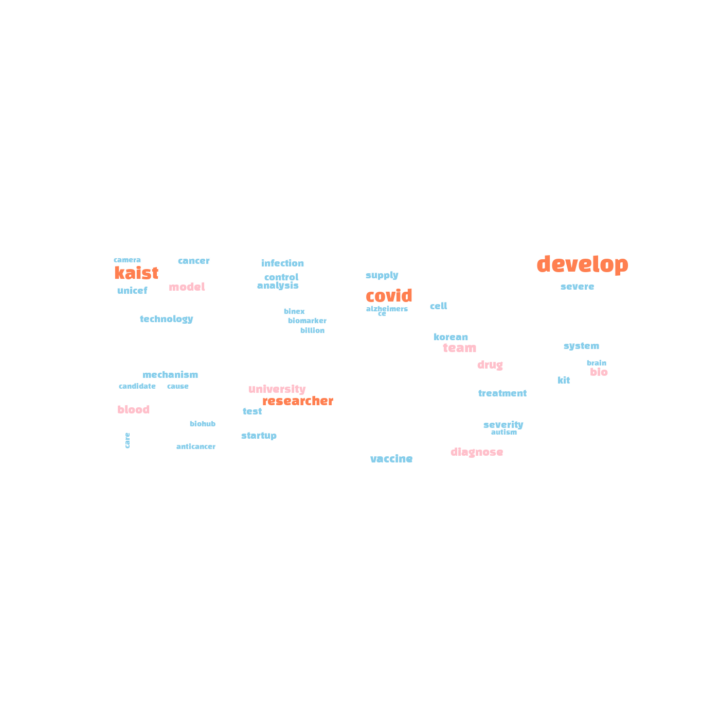 camera
kaist
cancer
unicef
model
technology
infection
control
analysis
binex
biomarker
billion
supply
covid
alzheimers
ce
cell
korean
team
drug
treatment
develop
severe
system
brain
bio
kit
mechanism
candidate
cause
blood
biohub
care
anticancer
university
researcher
test
startup
severity
autism
diagnose
vaccine